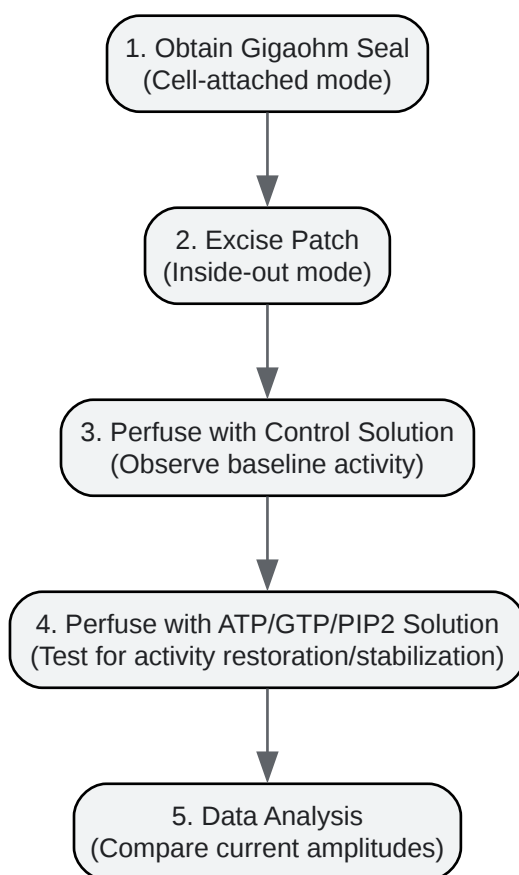 1. Obtain Gigaohm Seal
(Cell-attached mode)
2. Excise Patch
(Inside-out mode)
3. Perfuse with Control Solution
(Observe baseline activity)
4. Perfuse with ATP/GTP/PIP2 Solution
(Test for activity restoration/stabilization)
5. Data Analysis
(Compare current amplitudes)